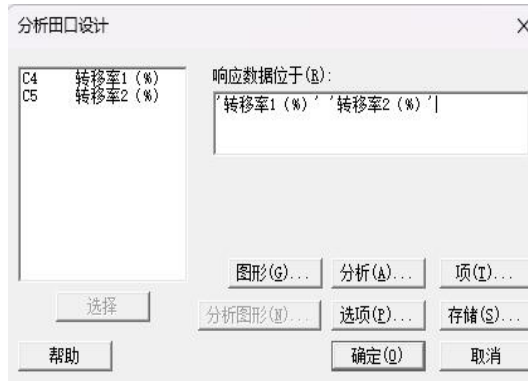 分析田口设计
C4 转移率1（%）
C5 转移率2（%）
响应数据位于(R):
'转移率1（%）' '转移率2（%）'
图形(G)... 分析(A)... 项(T)...
选择 分析图形(N)... 选项(P)... 存储(S)...
帮助 确定(O) 取消